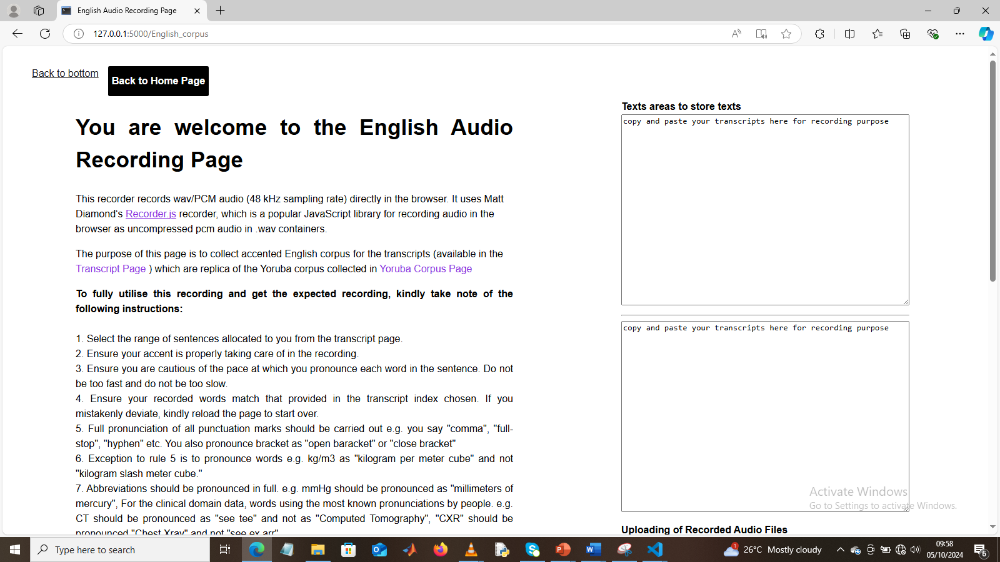 English Audio Recording Page
127.0.0.1:5000/English_corpus
Back to bottom
Back to Home Page
You are welcome to the English Audio
Recording Page
This recorder records wav/PCM audio (48 kHz sampling rate) directly in the browser. It uses Matt
Diamond's Recorder.js recorder, which is a popular JavaScript library for recording audio in the
browser as uncompressed pcm audio in .wav containers.
The purpose of this page is to collect accented English corpus for the transcripts (available in the
Transcript Page ) which are replica of the Yoruba corpus collected in Yoruba Corpus Page
To fully utilise this recording and get the expected recording, kindly take note of the
following instructions:
1. Select the range of sentences allocated to you from the transcript page.
2. Ensure your accent is properly taking care of in the recording.
3. Ensure you are cautious of the pace at which you pronounce each word in the sentence. Do not
be too fast and do not be too slow.
4. Ensure your recorded words match that provided in the transcript index chosen. If you
mistakenly deviate, kindly reload the page to start over.
5. Full pronunciation of all punctuation marks should be carried out e.g. you say "comma", "full-
stop", "hyphen" etc. You also pronounce bracket as "open baracket" or "close bracket"
6. Exception to rule 5 is to pronounce words e.g. kg/m3 as "kilogram per meter cube" and not
"kilogram slash meter cube."
7. Abbreviations should be pronounced in full. e.g. mmHg should be pronounced as "millimeters of
mercury", For the clinical domain data, words using the most known pronunciations by people. e.g.
CT should be pronounced as "see tee" and not as "Computed Tomography", "CXR" should be
pronounced "Chest Xray" and not "see ex arr"
Texts areas to store texts
copy and paste your transcripts here for recording purpose
copy and paste your transcripts here for recording purpose
Activate Windows
Go to Settings to activate Windows.
Uploading of Recorded Audio Files
Type here to search
1
26°C Mostly cloudy
09:58
05/10/2024
6